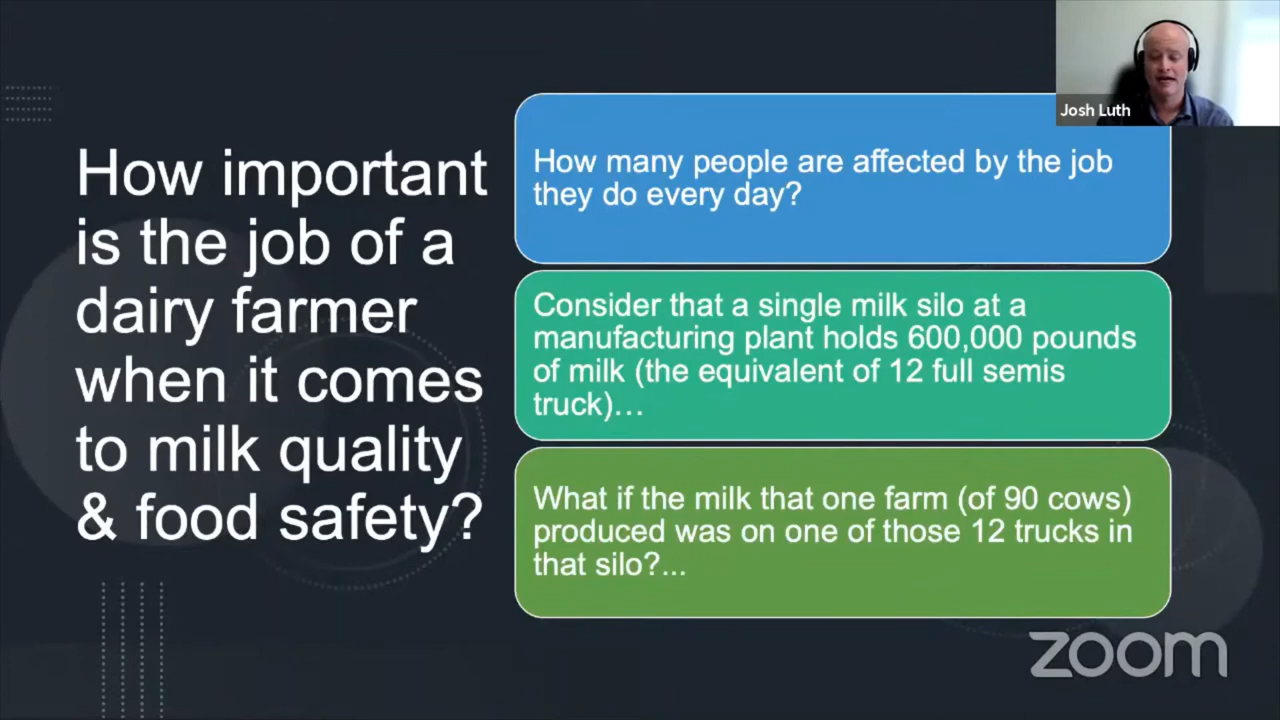 Josh Luth
How important
is the job of a
dairy farmer
when it comes
to milk quality
& food safety?
How many people are affected by the job
they do every day?
Consider that a single milk silo at a
manufacturing plant holds 600,000 pounds
of milk (the equivalent of 12 full semis
truck)…
What if the milk that one farm (of 90 cows)
produced was on one of those 12 trucks in
that silo?...
zoom